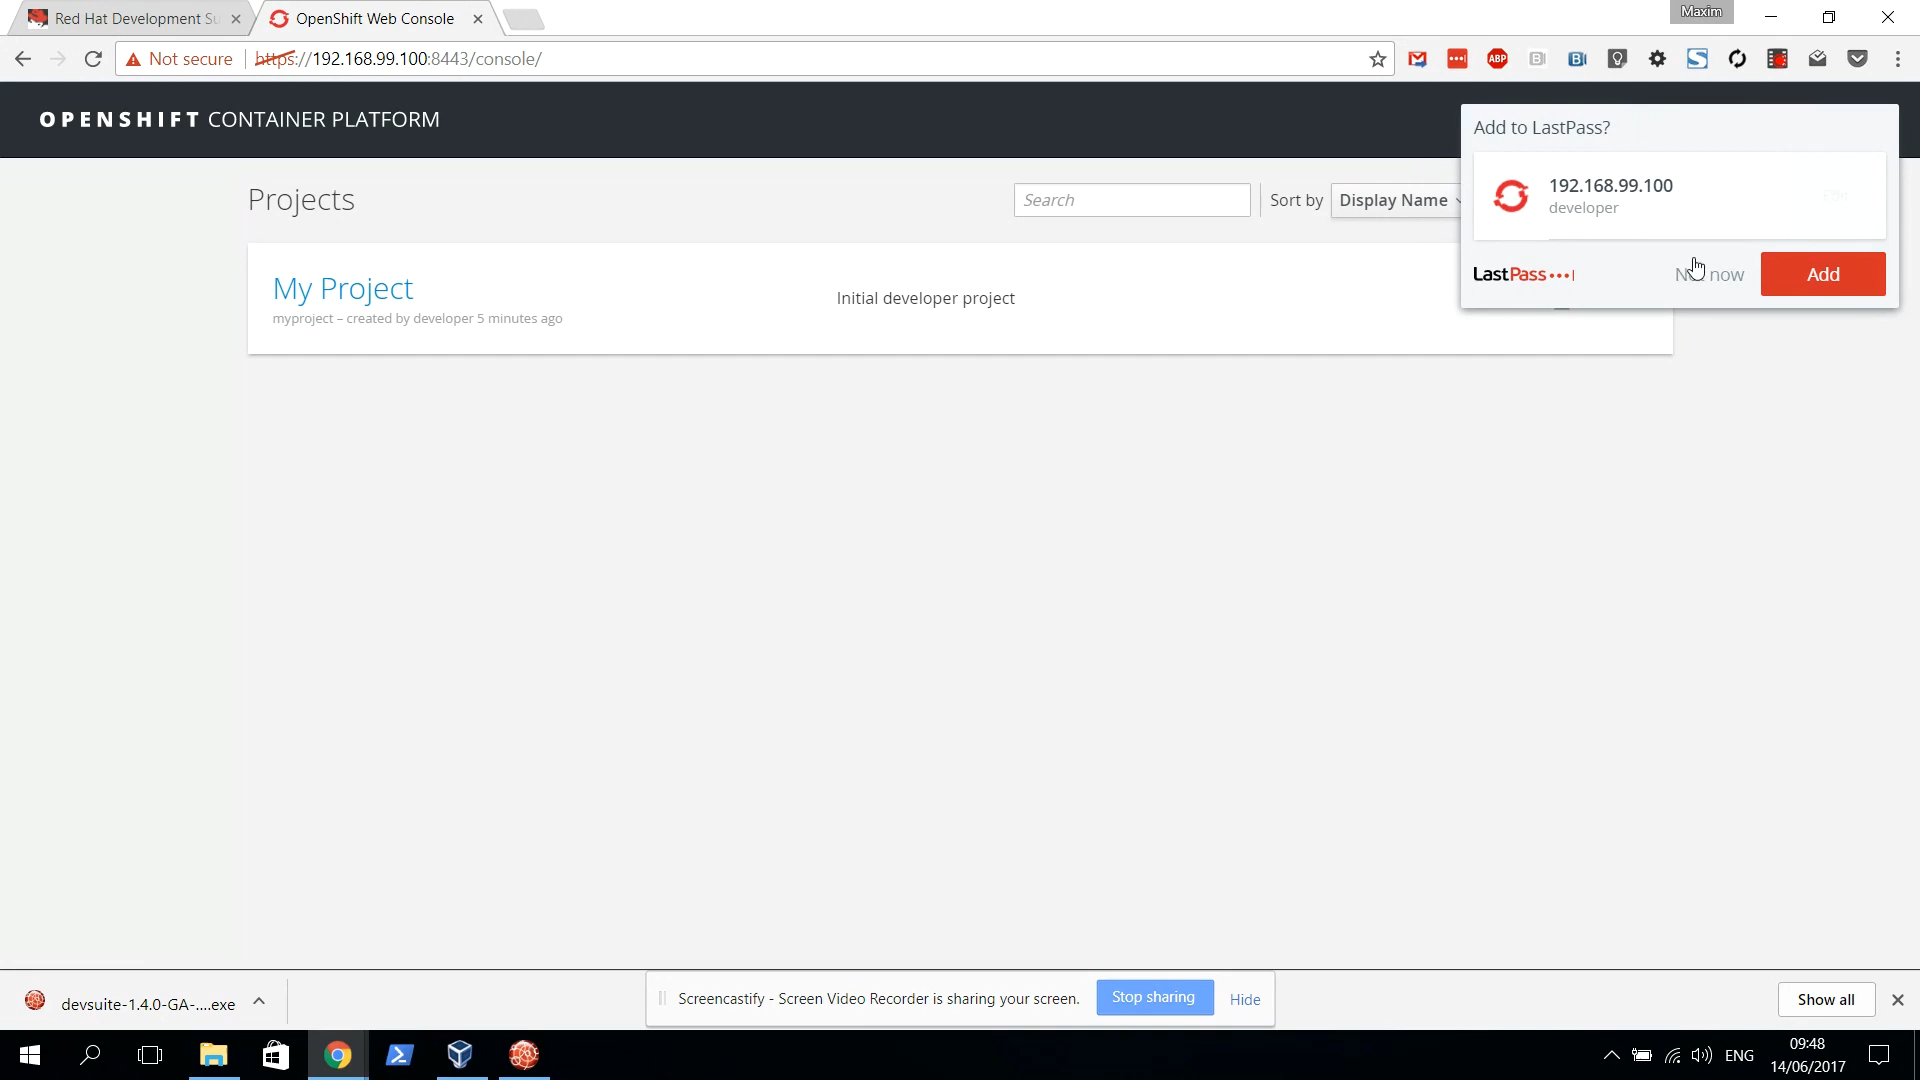 Red Hat Development Su
OpenShift Web Console
Maxim
Not secure
https://192.168.99.100:8443/console/
ABP
OPENSHIFT CONTAINER PLATFORM
Add to LastPass?
192.168.99.100
developer
LastPass
Not now
Add
Projects
Search
Sort by
Display Name
My Project
myproject – created by developer 5 minutes ago
Initial developer project
devsuite-1.4.0-GA-....exe
Screencastify - Screen Video Recorder is sharing your screen.
Stop sharing
Hide
Show all
ENG
09:48
14/06/2017